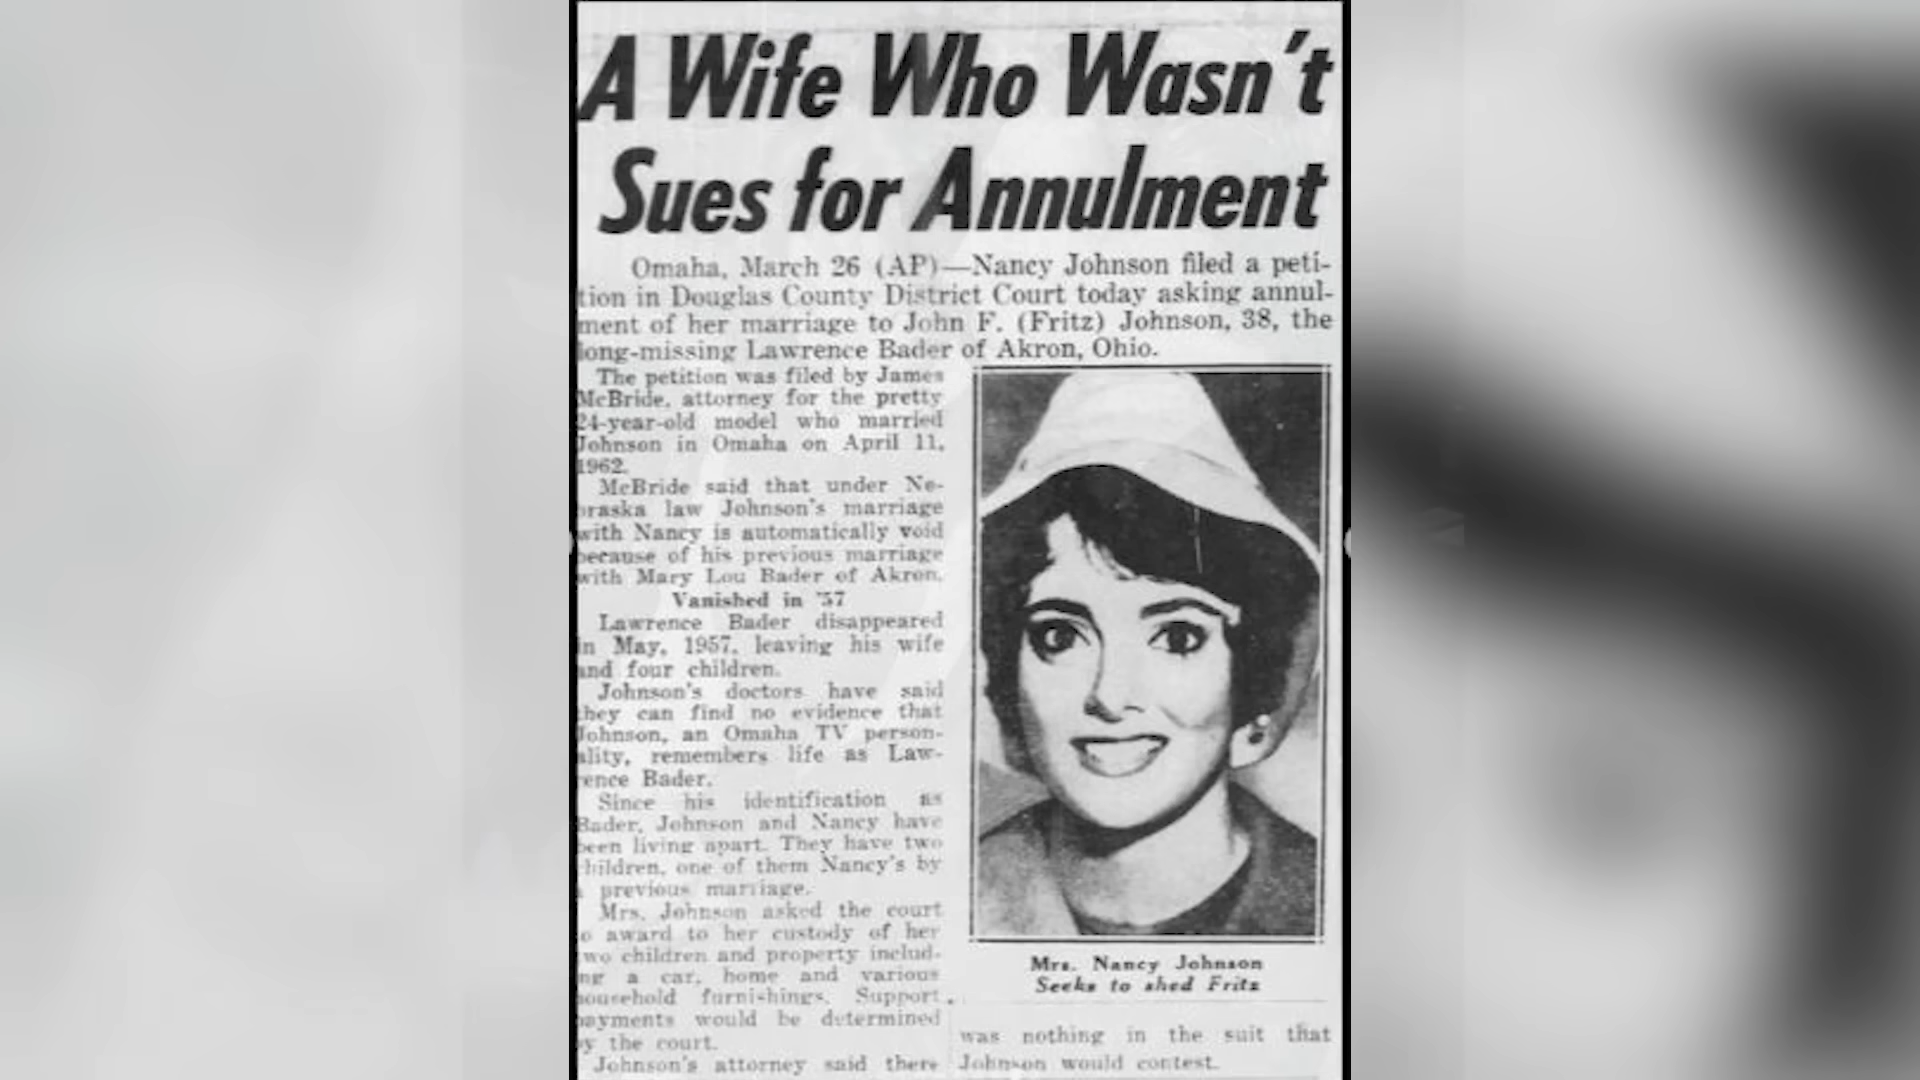 A Wife Who Wasn't
Sues for Annulment
Omaha, March 26 (AP)—Nancy Johnson filed a peti-
tion in Douglas County District Court today asking annul-
ment of her marriage to John F. (Fritz) Johnson, 38, the
long-missing Lawrence Bader of Akron, Ohio.
The petition was filed by James
McBride, attorney for the pretty
24-year-old model who married
Johnson in Omaha on April 11,
1962.
McBride said that under Ne-
braska law Johnson's marriage
with Nancy is automatically void
because of his previous marriage
with Mary Lou Bader of Akron.
Vanished in '57
Lawrence Bader disappeared
in May, 1957, leaving his wife
and four children.
Johnson's doctors have said
they can find no evidence that
Johnson, an Omaha TV person-
ality, remembers life as Law-
rence Bader.
Since his identification as
Bader, Johnson and Nancy have
been living apart. They have two
children, one of them Nancy's by
a previous marriage.
Mrs. Johnson asked the court
to award to her custody of her
two children and property includ-
ing a car, home and various
household furnishings. Support
payments would be determined
by the court.
Johnson's attorney said there
Mrs. Nancy Johnson
Seeks to shed Fritz
was nothing in the suit that
Johnson would contest.